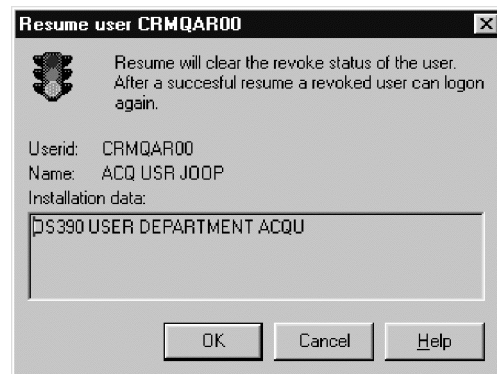 Resume user CRMQAR00
Resume will clear the revoke status of the user.
After a succesful resume a revoked user can logon
again.
Userid: CRMQAR00
Name: ACQ USR JOOP
Installation data:
OS390 USER DEPARTMENT ACQU
OK Cancel Help